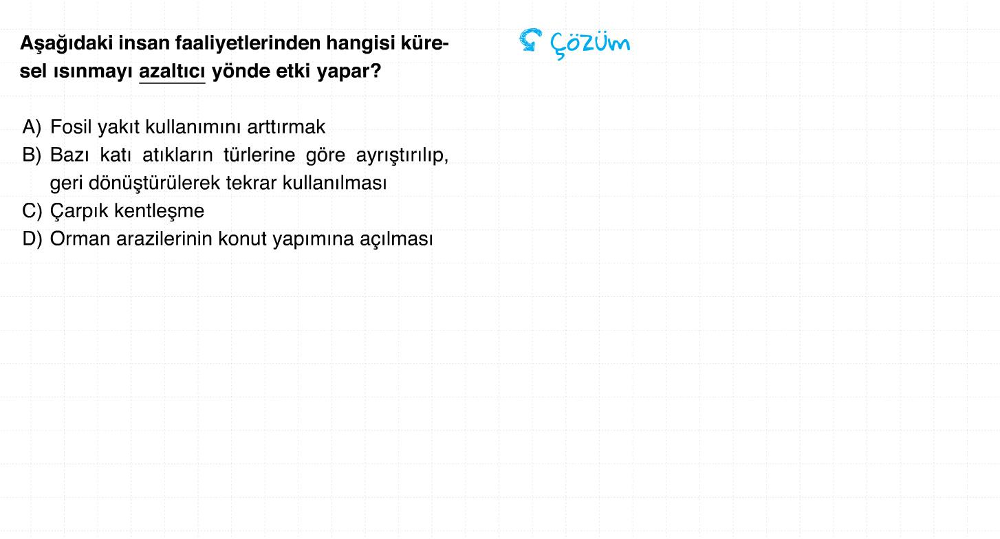 Aşağıdaki insan faaliyetlerinden hangisi küre-
sel ısınmayı azaltıcı yönde etki yapar?
A) Fosil yakıt kullanımını arttırmak
B) Bazı katı atıkların türlerine göre ayrıştırılıp,
geri dönüştürülerek tekrar kullanılması
C) Çarpık kentleşme
D) Orman arazilerinin konut yapımına açılması
ÇÖZÜm